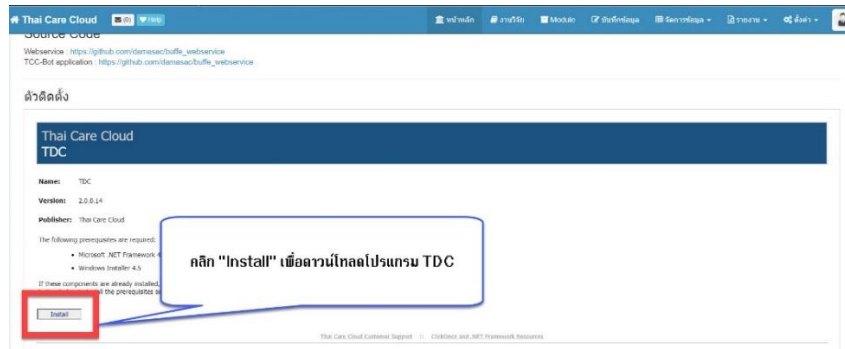 Thai Care Cloud (0) Help หน้าหลัก งานวิจัย Module บันทึกข้อมูล จัดการข้อมูล รายงาน ตั้งค่า
Source Code
Webservice : https://github.com/damasac/buffe_webservice
TCC-Bot application : https://github.com/damasac/buffe_webservice
ตัวติดตั้ง
Thai Care Cloud
TDC
Name: TDC
Version: 2.0.0.14
Publisher: Thai Care Cloud
The following prerequisites are required:
Microsoft .NET Framework 4
Windows Installer 4.5
คลิก "Install" เพื่อดาวน์โหลดโปรแกรม TDC
If these components are already installed,
all the prerequisites
Install
Thai Care Cloud Customer Support :: ClickOnce and .NET Framework Resources